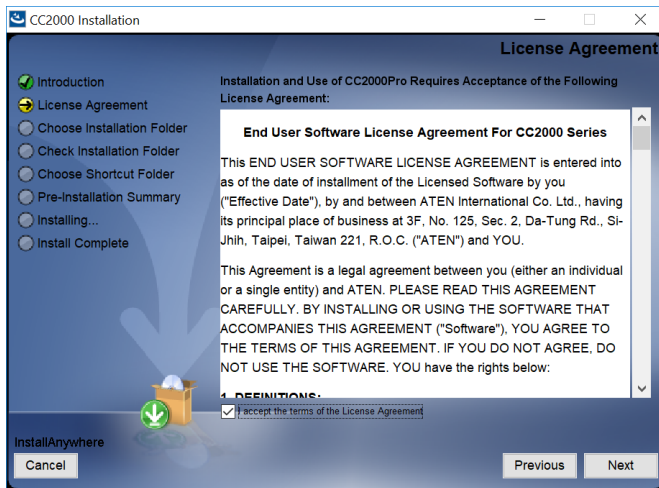 CC2000 Installation
License Agreement
Introduction
License Agreement
Choose Installation Folder
Check Installation Folder
Choose Shortcut Folder
Pre-Installation Summary
Installing...
Install Complete
Installation and Use of CC2000Pro Requires Acceptance of the Following
License Agreement:
End User Software License Agreement For CC2000 Series
This END USER SOFTWARE LICENSE AGREEMENT is entered into
as of the date of installment of the Licensed Software by you
("Effective Date"), by and between ATEN International Co. Ltd., having
its principal place of business at 3F, No. 125, Sec. 2, Da-Tung Rd., Si-
Jhih, Taipei, Taiwan 221, R.O.C. ("ATEN") and YOU.
This Agreement is a legal agreement between you (either an individual
or a single entity) and ATEN. PLEASE READ THIS AGREEMENT
CAREFULLY. BY INSTALLING OR USING THE SOFTWARE THAT
ACCOMPANIES THIS AGREEMENT ("Software"), YOU AGREE TO
THE TERMS OF THIS AGREEMENT. IF YOU DO NOT AGREE, DO
NOT USE THE SOFTWARE. YOU have the rights below:
1. DEFINITIONS:
I accept the terms of the License Agreement
InstallAnywhere
Cancel
Previous
Next